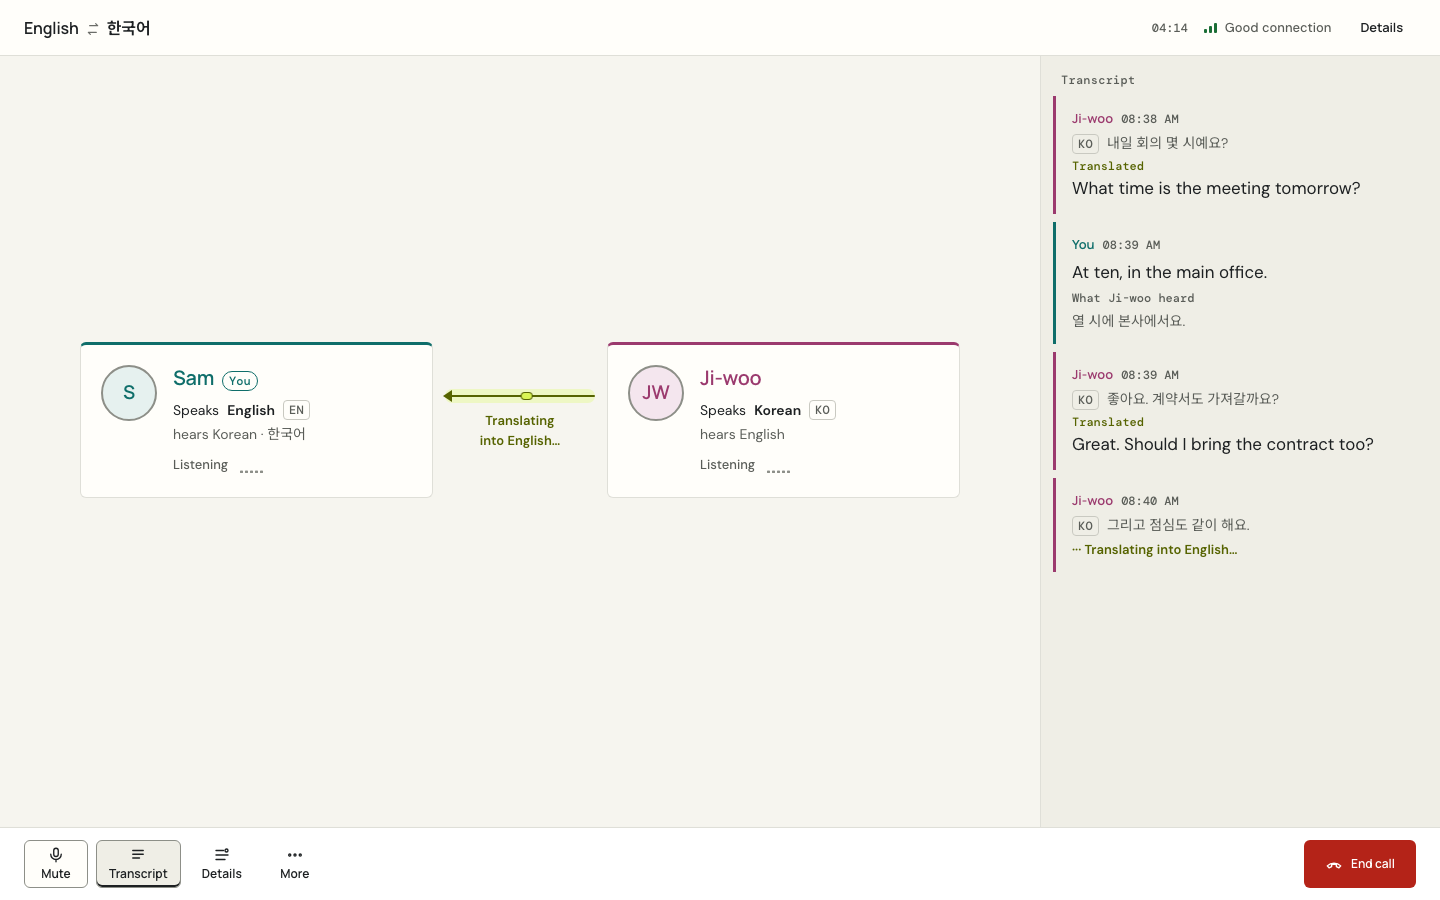 English ⇌ 한국어
04:14 Good connection Details
S
Sam You
Speaks English EN
hears Korean · 한국어
Listening
Translating
into English...
JW
Ji-woo
Speaks Korean KO
hears English
Listening
Transcript
Ji-woo 08:38 AM
KO 내일 회의 몇 시예요?
Translated
What time is the meeting tomorrow?
You 08:39 AM
At ten, in the main office.
What Ji-woo heard
열 시에 본사에서요.
Ji-woo 08:39 AM
KO 좋아요. 계약서도 가져갈까요?
Translated
Great. Should I bring the contract too?
Ji-woo 08:40 AM
KO 그리고 점심도 같이 해요.
··· Translating into English...
Mute Transcript Details More End call